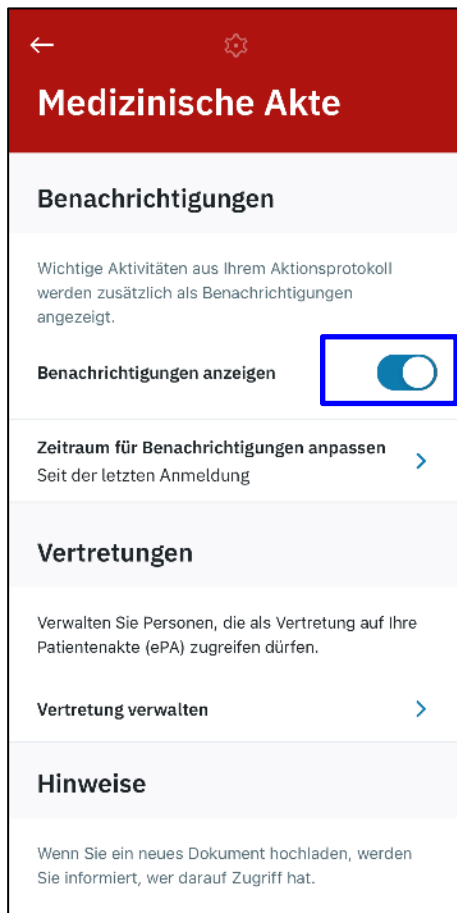 Medizinische Akte
Benachrichtigungen
Wichtige Aktivitäten aus Ihrem Aktionsprotokoll
werden zusätzlich als Benachrichtigungen
angezeigt.
Benachrichtigungen anzeigen
Zeitraum für Benachrichtigungen anpassen
Seit der letzten Anmeldung
Vertretungen
Verwalten Sie Personen, die als Vertretung auf Ihre
Patientenakte (ePA) zugreifen dürfen.
Vertretung verwalten
Hinweise
Wenn Sie ein neues Dokument hochladen, werden
Sie informiert, wer darauf Zugriff hat.